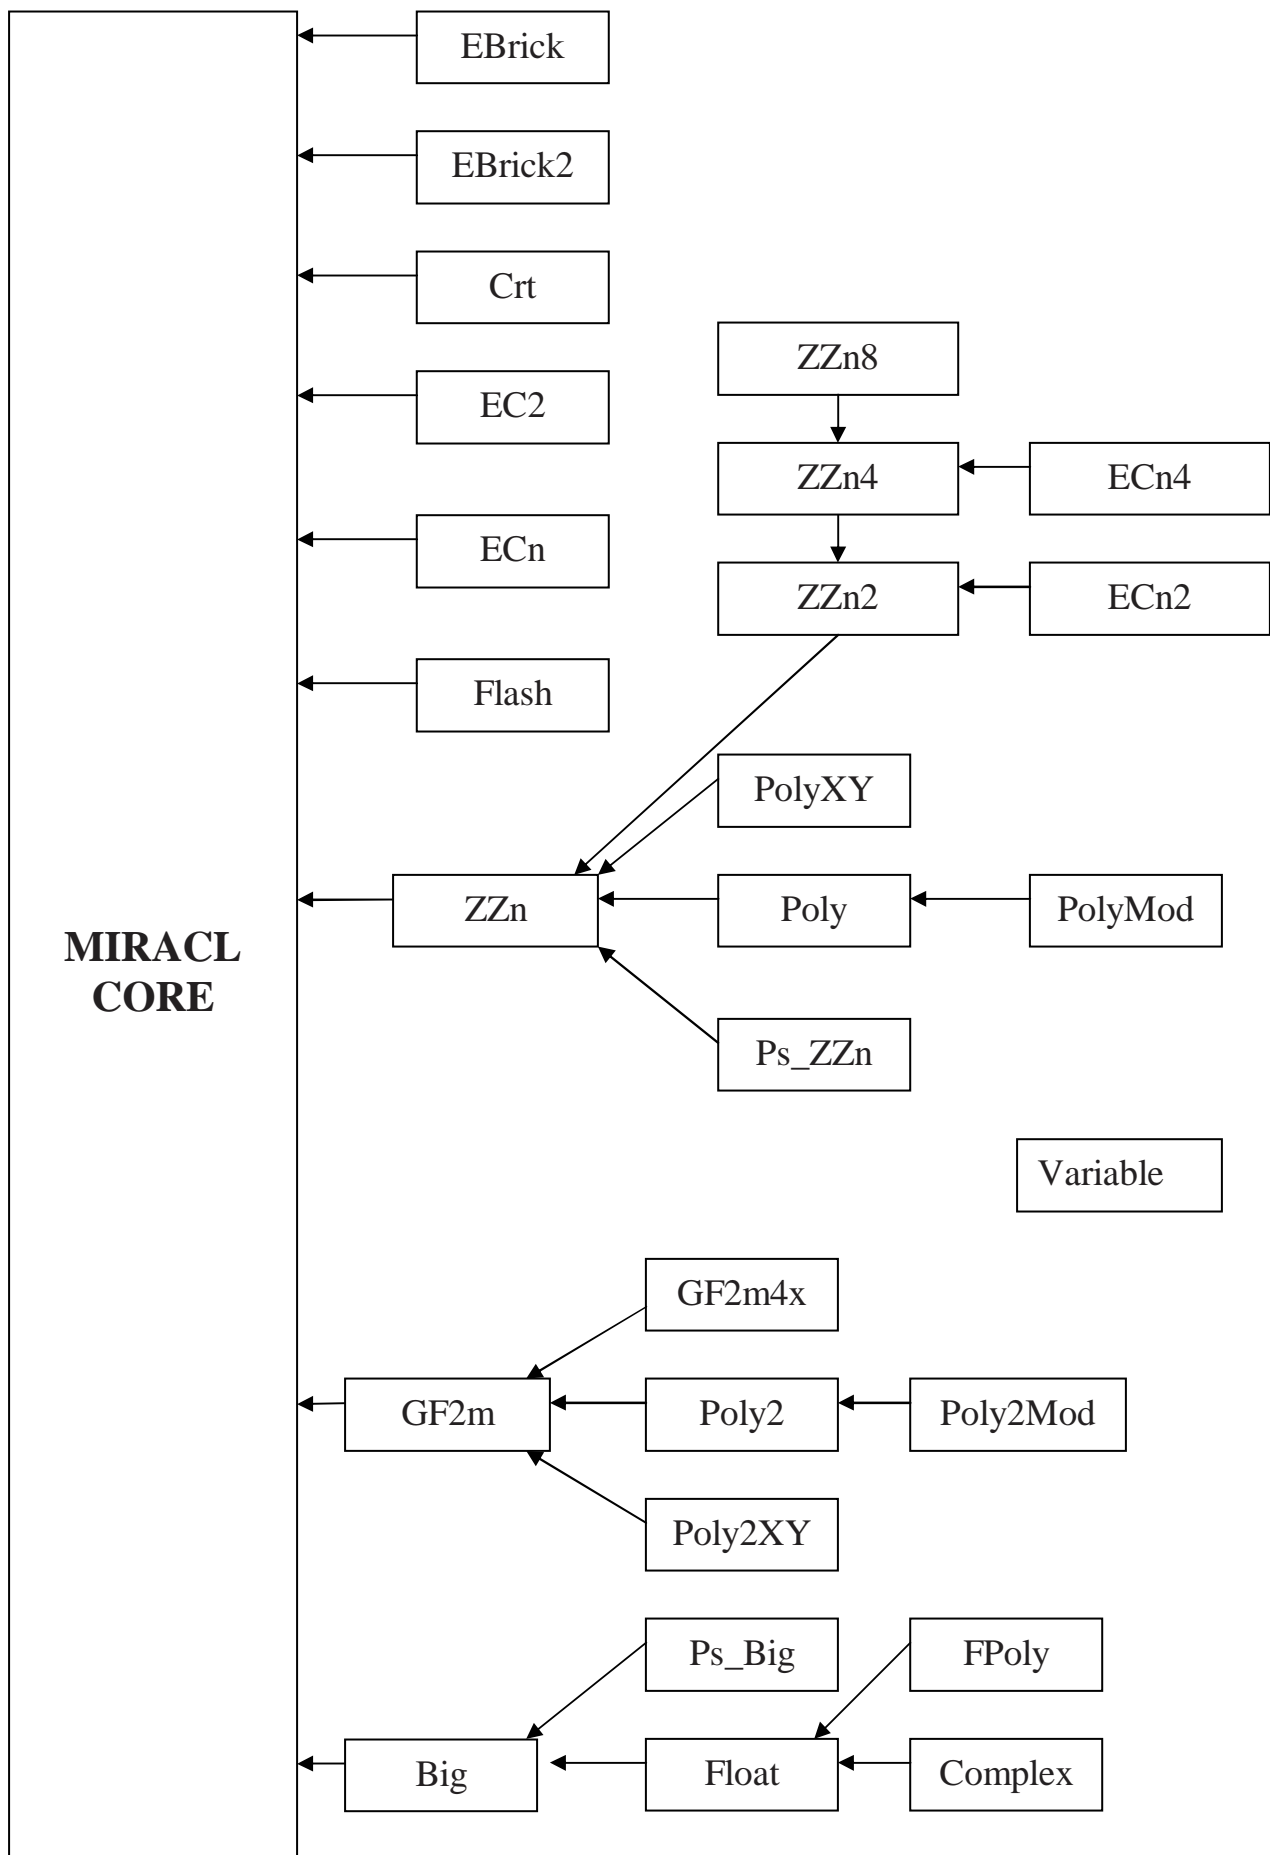 EBrick
EBrick2
Crt
ZZn8
EC2
ZZn4
ECn4
ECn
ZZn2
ECn2
Flash
PolyXY
ZZn
Poly
PolyMod
MIRACL
CORE
Ps_ZZn
Variable
GF2m4x
GF2m
Poly2
Poly2Mod
Poly2XY
Ps_Big
FPoly
Big
Float
Complex